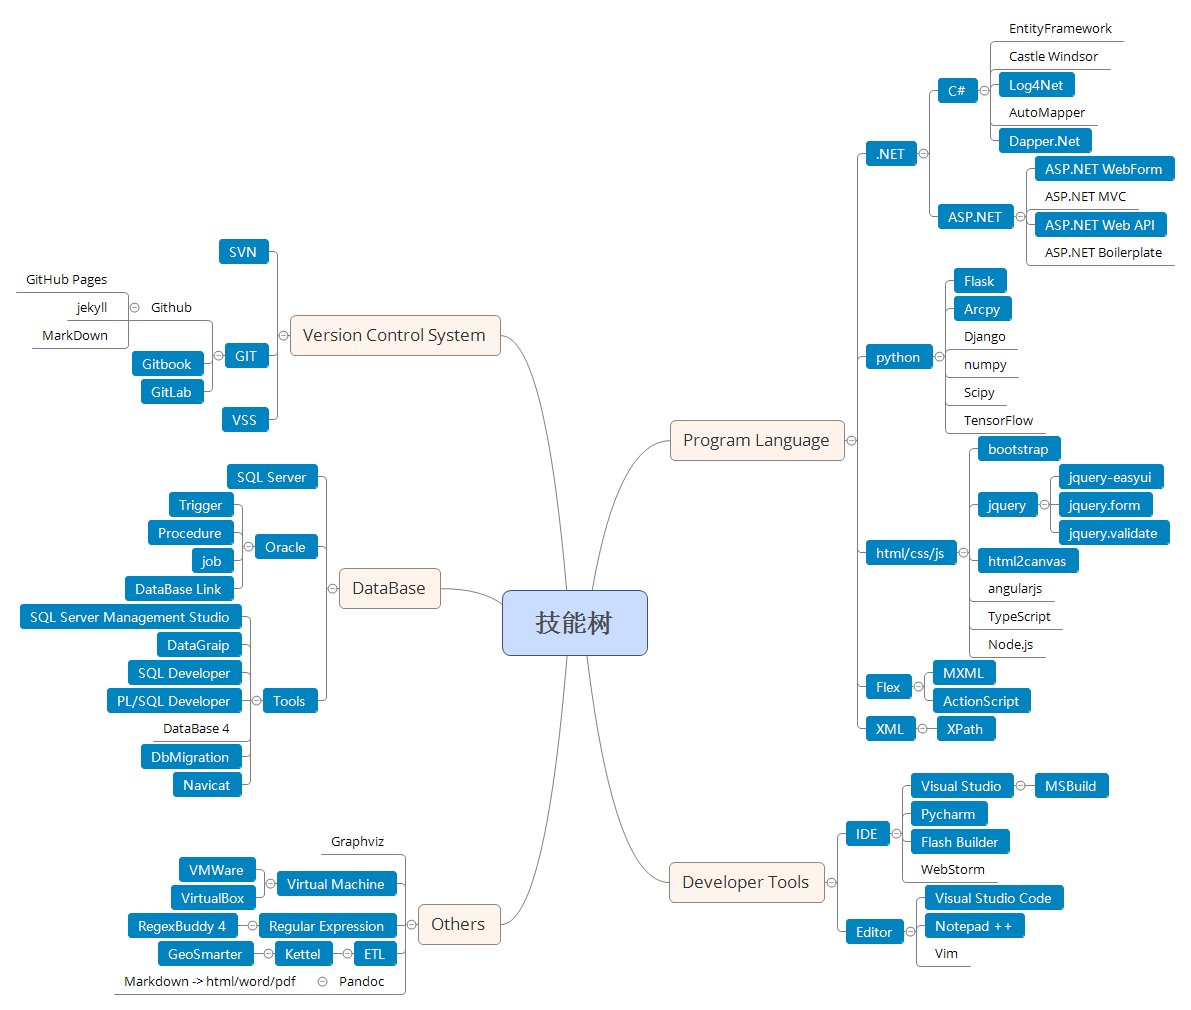 技能树
Program Language
.NET
C#
EntityFramework
Castle Windsor
Log4Net
AutoMapper
Dapper.Net
ASP.NET
ASP.NET WebForm
ASP.NET MVC
ASP.NET Web API
ASP.NET Boilerplate
python
Flask
Arcpy
Django
numpy
Scipy
TensorFlow
html/css/js
bootstrap
jquery
jquery-easyui
jquery.form
jquery.validate
html2canvas
angularjs
TypeScript
Node.js
Flex
MXML
ActionScript
XML
XPath
Developer Tools
IDE
Visual Studio
MSBuild
Pycharm
Flash Builder
WebStorm
Editor
Visual Studio Code
Notepad ++
Vim
Version Control System
SVN
GIT
Github
GitHub Pages
jekyll
MarkDown
Gitbook
GitLab
VSS
DataBase
SQL Server
Oracle
Trigger
Procedure
job
DataBase Link
Tools
SQL Server Management Studio
DataGraip
SQL Developer
PL/SQL Developer
DataBase 4
DbMigration
Navicat
Others
Graphviz
Virtual Machine
VMWare
VirtualBox
Regular Expression
RegexBuddy 4
ETL
Kettel
GeoSmarter
Pandoc
Markdown -> html/word/pdf